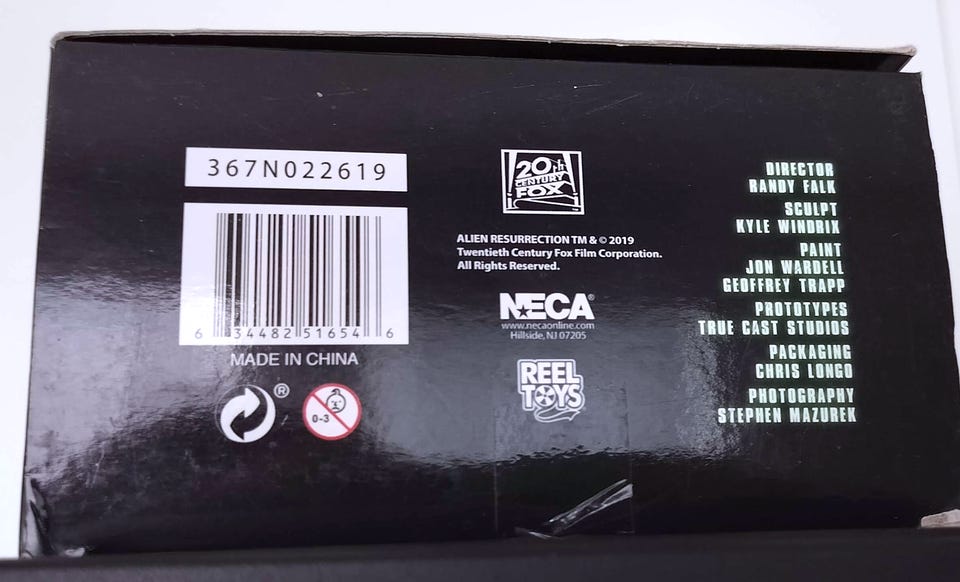 367N022619
6 34482 51654 6
MADE IN CHINA
®
0-3
20th
CENTURY
FOX
ALIEN RESURRECTION TM & © 2019
Twentieth Century Fox Film Corporation.
All Rights Reserved.
NECA®
www.necaonline.com
Hillside, NJ 07205
REEL
TOYS
DIRECTOR
RANDY FALK
SCULPT
KYLE WINDRIX
PAINT
JON WARDELL
GEOFFREY TRAPP
PROTOTYPES
TRUE CAST STUDIOS
PACKAGING
CHRIS LONGO
PHOTOGRAPHY
STEPHEN MAZUREK